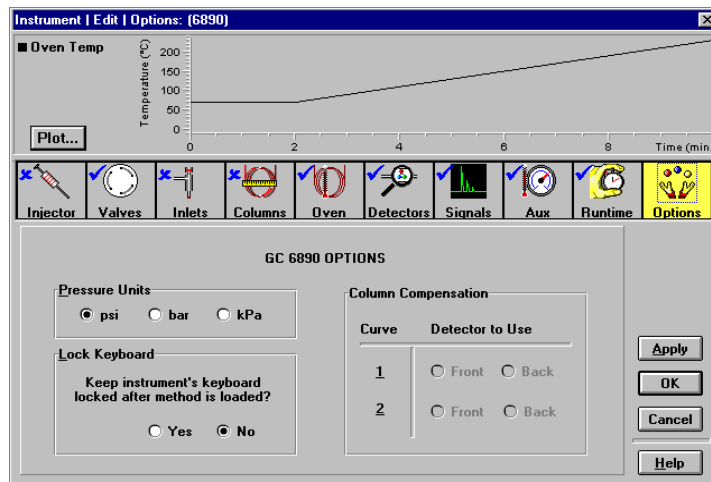 Instrument | Edit | Options: (6890)
Oven Temp
Temperature (°C)
200
150
100
50
0
0 2 4 6 8 Time (min
Plot...
Injector Valves Inlets Columns Oven Detectors Signals Aux Runtime Options
GC 6890 OPTIONS
Pressure Units
psi bar kPa
Lock Keyboard
Keep instrument's keyboard
locked after method is loaded?
Yes No
Column Compensation
Curve Detector to Use
1 Front Back
2 Front Back
Apply
OK
Cancel
Help